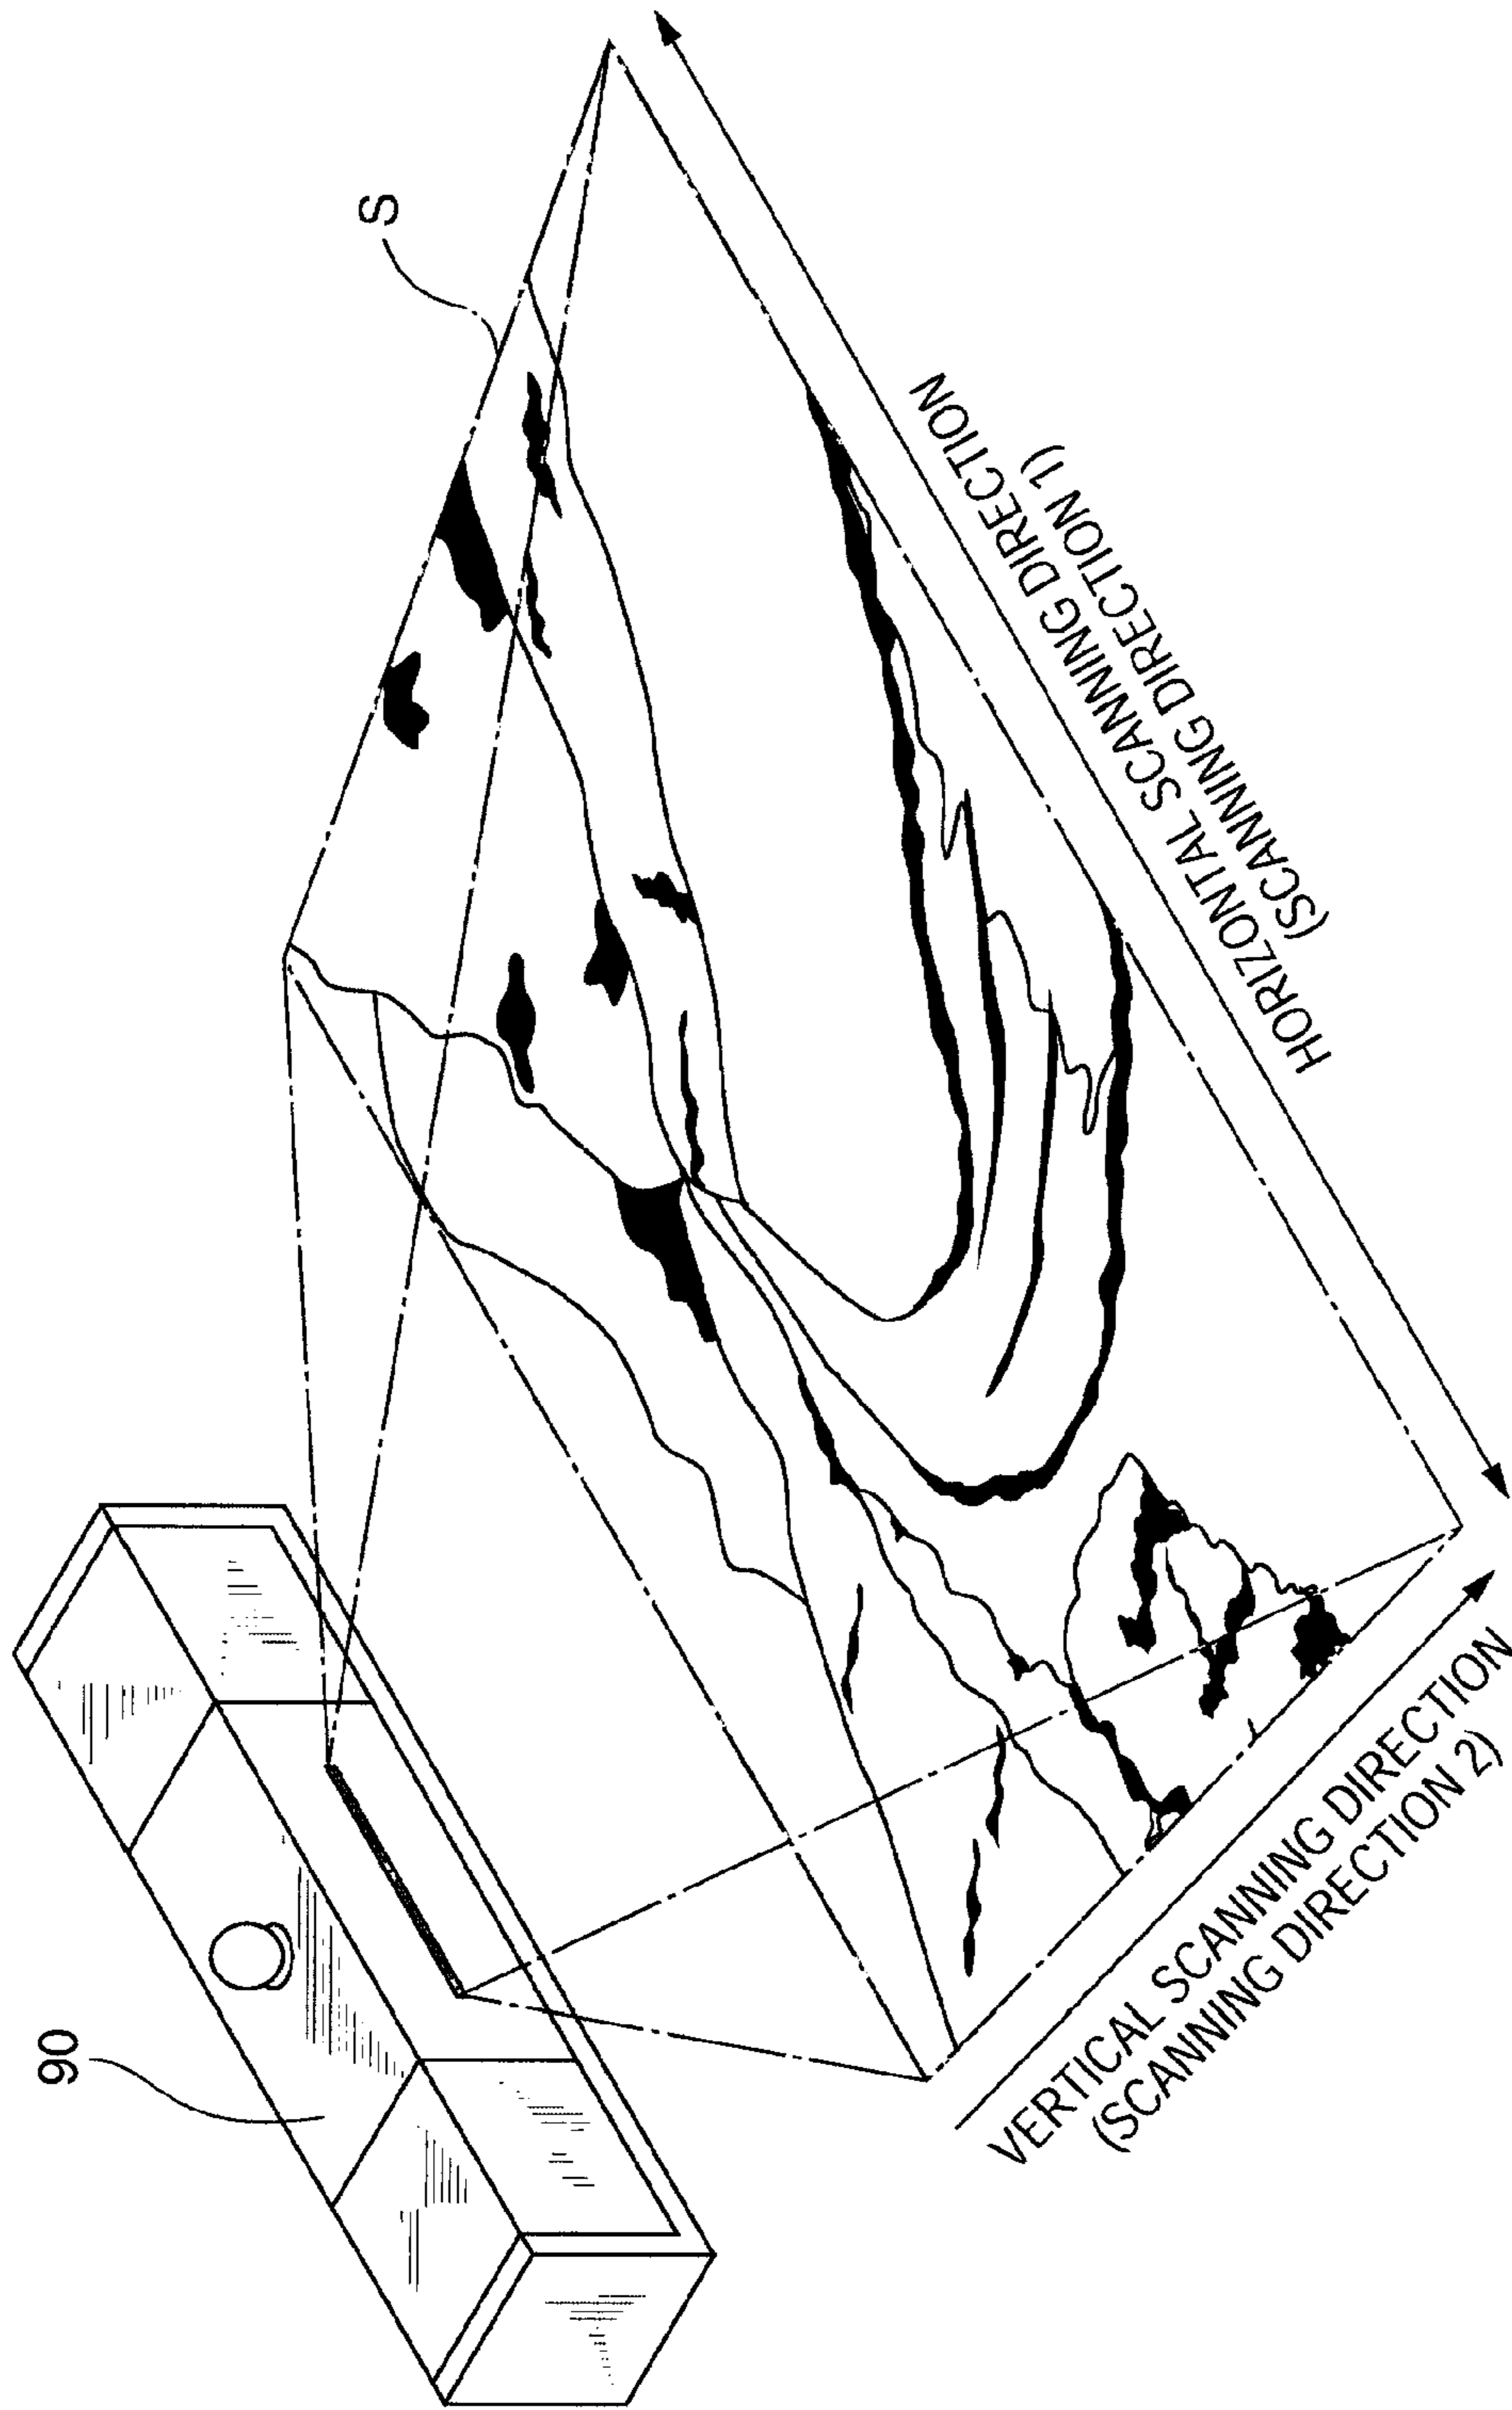 90
S
VERTICAL SCANNING DIRECTION
(SCANNING DIRECTION 2)
HORIZONTAL SCANNING DIRECTION
(SCANNING DIRECTION 1)